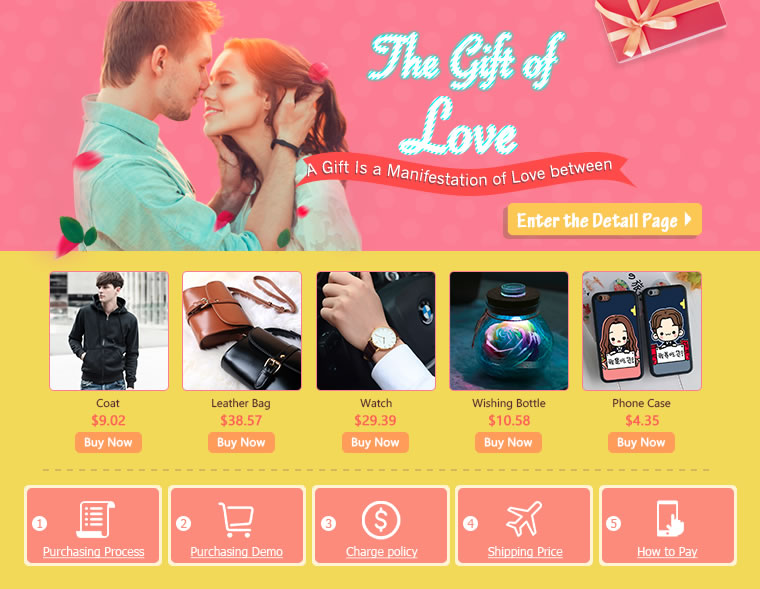 The Gift of
Love
A Gift Is a Manifestation of Love between
Enter the Detail Page
Coat
$9.02
Buy Now
Leather Bag
$38.57
Buy Now
Watch
$29.39
Buy Now
Wishing Bottle
$10.58
Buy Now
Phone Case
$4.35
Buy Now
1
Purchasing Process
2
Purchasing Demo
3
$
Charge policy
4
Shipping Price
5
How to Pay